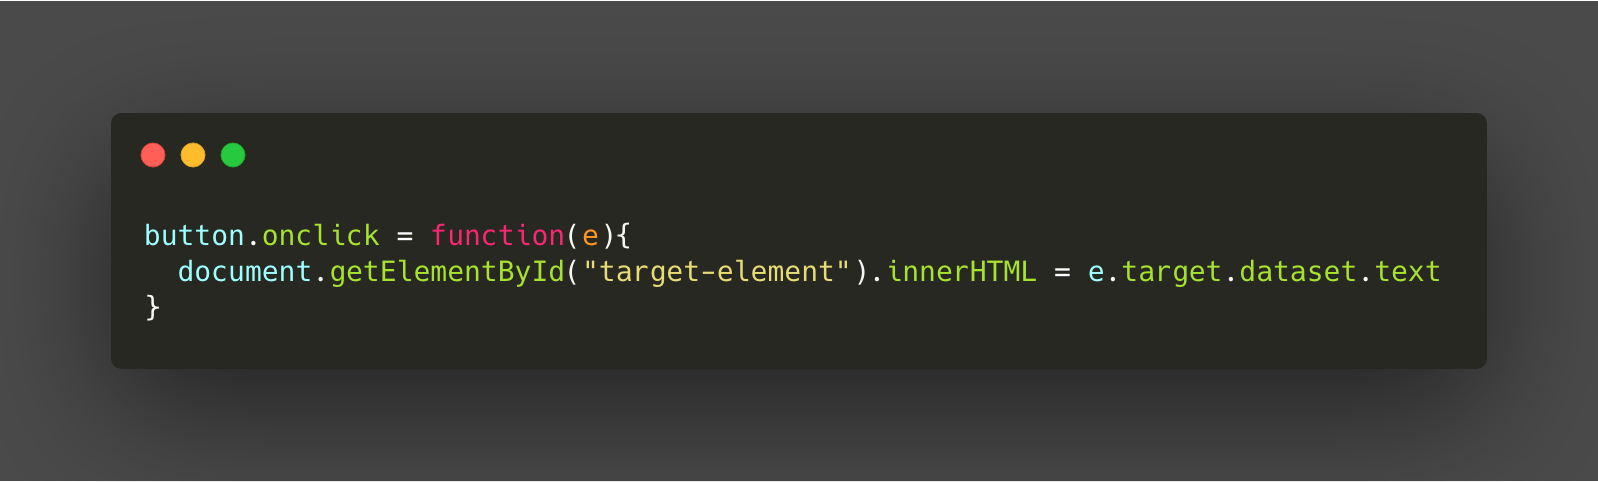 button.onclick = function(e){
  document.getElementById("target-element").innerHTML = e.target.dataset.text
}